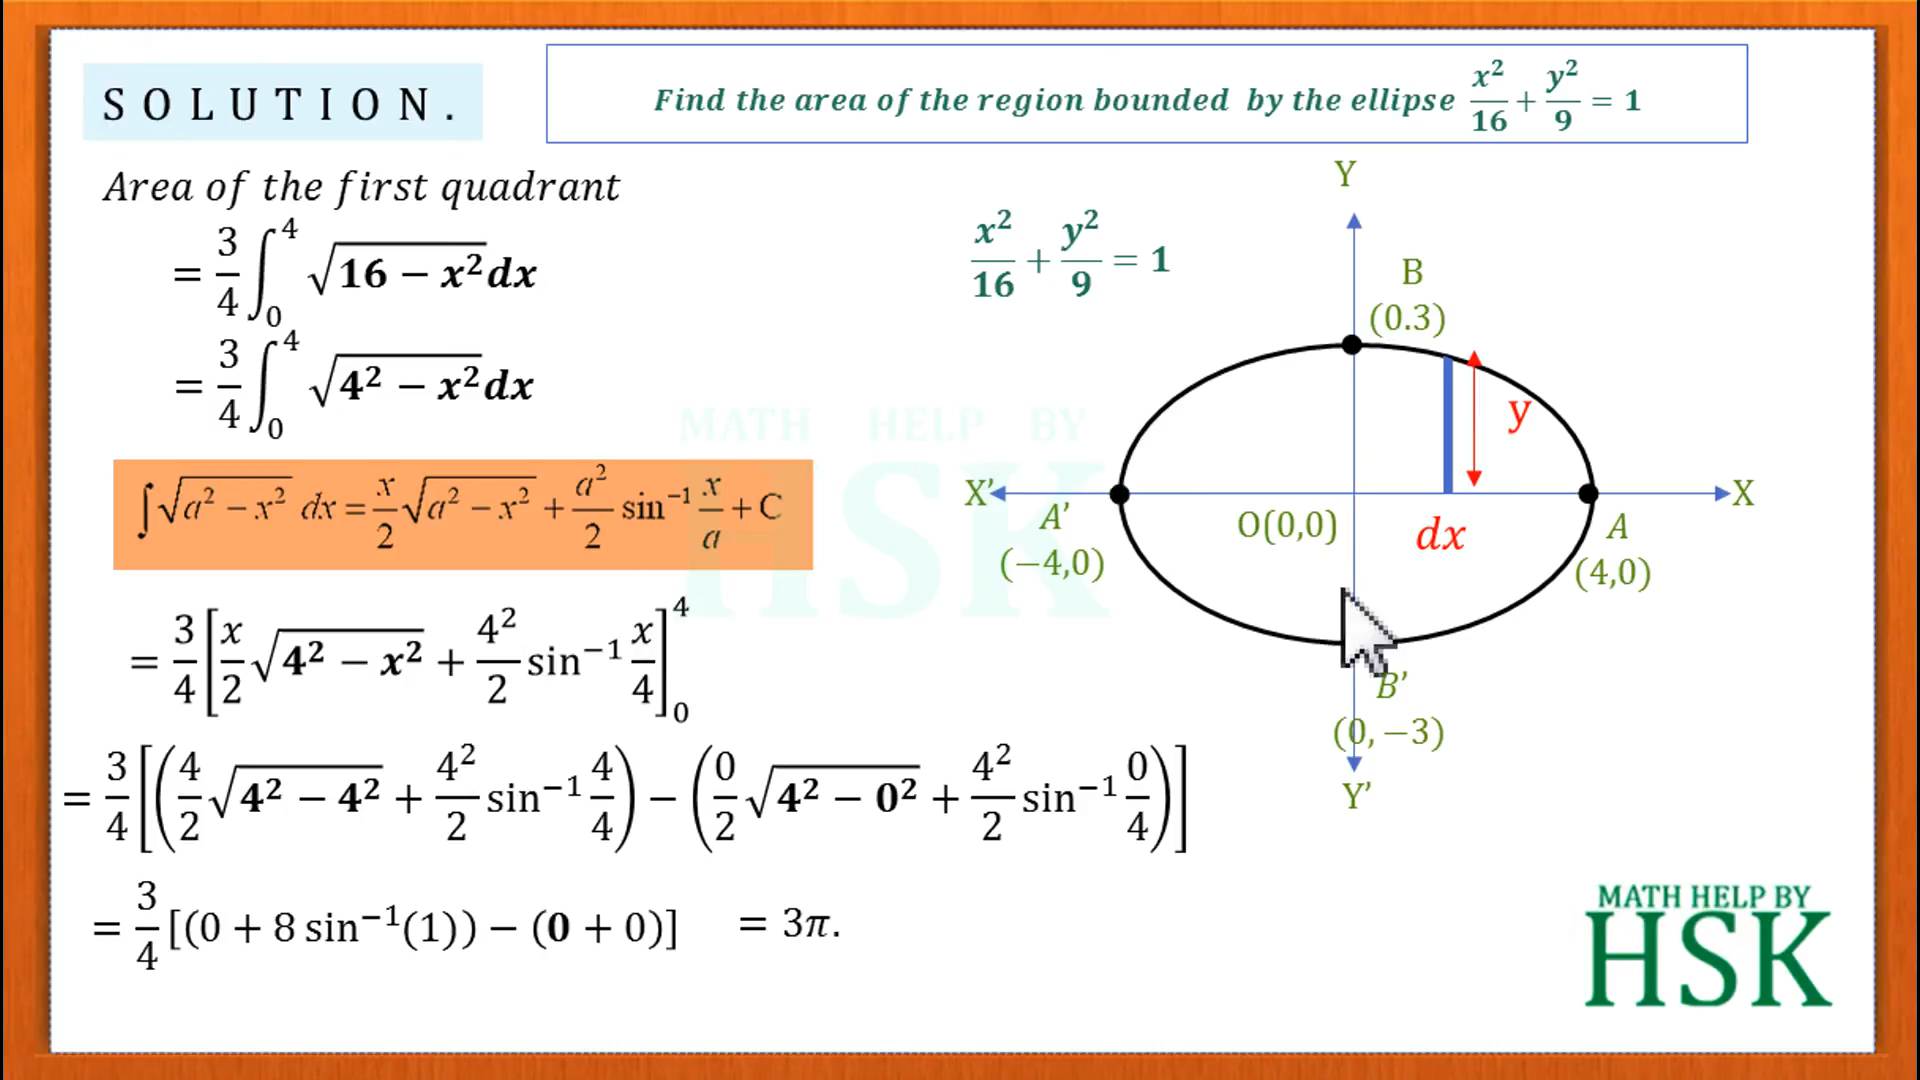 SOLUTION.
Find the area of the region bounded by the ellipse x²/16 + y²/9 = 1
Area of the first quadrant
= 3/4 ∫₀⁴ √(16 − x²) dx
= 3/4 ∫₀⁴ √(4² − x²) dx
∫√(a² − x²) dx = x/2 √(a² − x²) + a²/2 sin⁻¹ x/a + C
= 3/4 [x/2 √(4² − x²) + 4²/2 sin⁻¹ x/4]₀⁴
= 3/4 [(4/2 √(4² − 4²) + 4²/2 sin⁻¹ 4/4) − (0/2 √(4² − 0²) + 4²/2 sin⁻¹ 0/4)]
= 3/4 [(0 + 8 sin⁻¹(1)) − (0 + 0)] = 3π.
x²/16 + y²/9 = 1
Y
B
(0.3)
y
X'
X
A'
(−4,0)
O(0,0)
dx
A
(4,0)
B'
(0, −3)
Y'
MATH HELP BY
HSK
MATH HELP BY
HSK